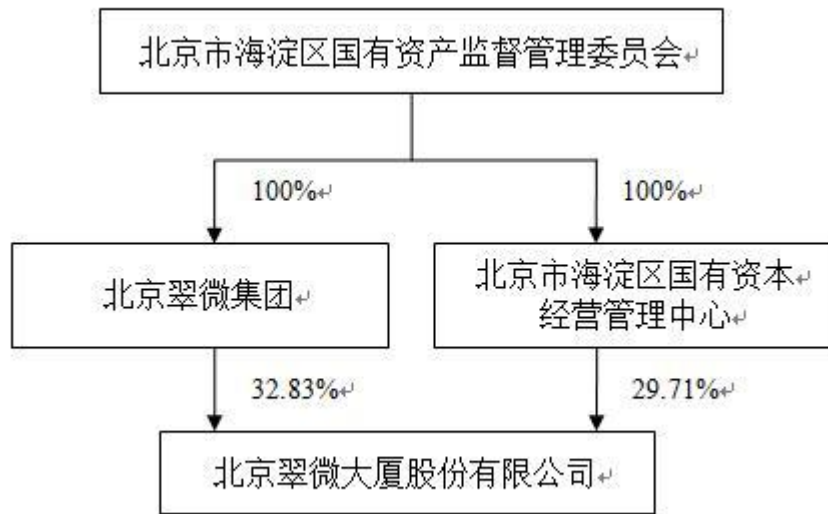 北京市海淀区国有资产监督管理委员会↵
100%↵
100%↵
北京翠微集团↵
北京市海淀区国有资本↵
经营管理中心↵
32.83%↵
29.71%↵
北京翠微大厦股份有限公司↵